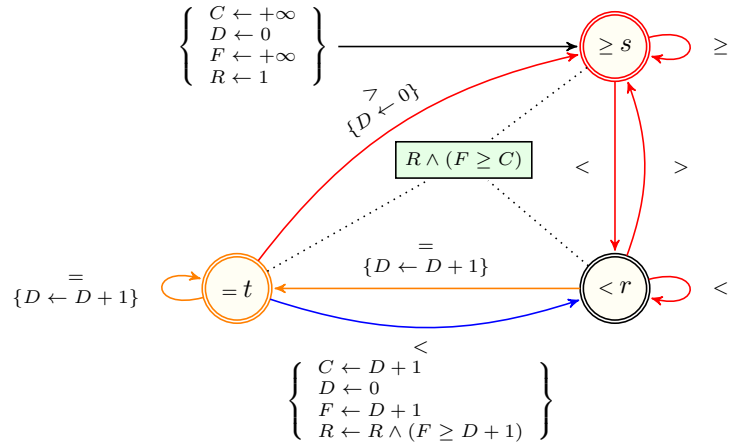 C ← +∞
D ← 0
F ← +∞
R ← 1
≥ s
≥
>
{D ← 0}
R ∧ (F ≥ C)
<
>
=
{D ← D + 1}
=
{D ← D + 1}
= t
< r
<
<
C ← D + 1
D ← 0
F ← D + 1
R ← R ∧ (F ≥ D + 1)